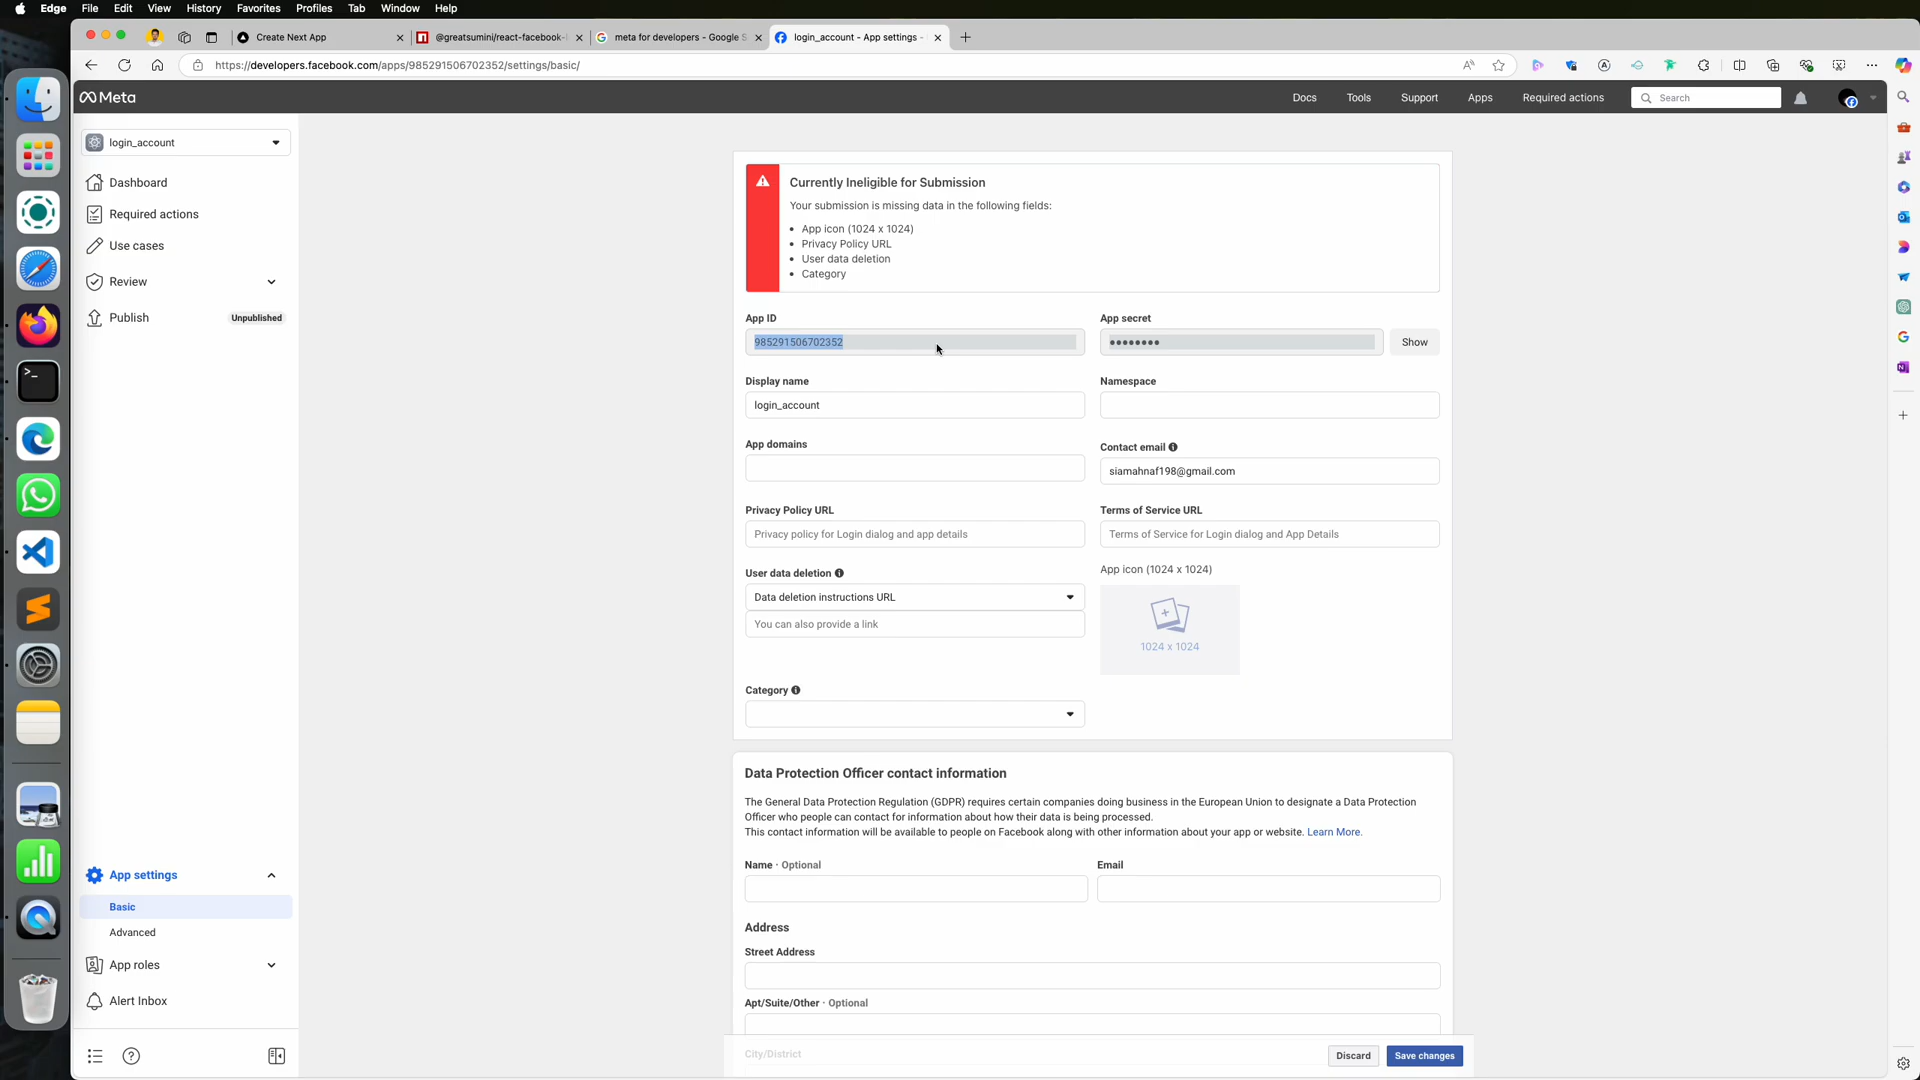 Edge File Edit View History Favorites Profiles Tab Window Help
Create Next App
@greatsumini/react-facebook-
meta for developers - Google S
login_account - App settings -
https://developers.facebook.com/apps/985291506702352/settings/basic/
Meta
Docs Tools Support Apps Required actions Search
login_account
Dashboard
Required actions
Use cases
Review
Publish Unpublished
App settings
Basic
Advanced
App roles
Alert Inbox
Currently Ineligible for Submission
Your submission is missing data in the following fields:
• App icon (1024 x 1024)
• Privacy Policy URL
• User data deletion
• Category
App ID
985291506702352
App secret
●●●●●●●●
Show
Display name
login_account
Namespace
App domains
Contact email
siamahnaf198@gmail.com
Privacy Policy URL
Privacy policy for Login dialog and app details
Terms of Service URL
Terms of Service for Login dialog and App Details
User data deletion
Data deletion instructions URL
You can also provide a link
App icon (1024 x 1024)
1024 x 1024
Category
Data Protection Officer contact information
The General Data Protection Regulation (GDPR) requires certain companies doing business in the European Union to designate a Data Protection
Officer who people can contact for information about how their data is being processed.
This contact information will be available to people on Facebook along with other information about your app or website. Learn More.
Name · Optional
Email
Address
Street Address
Apt/Suite/Other · Optional
City/District
Discard
Save changes